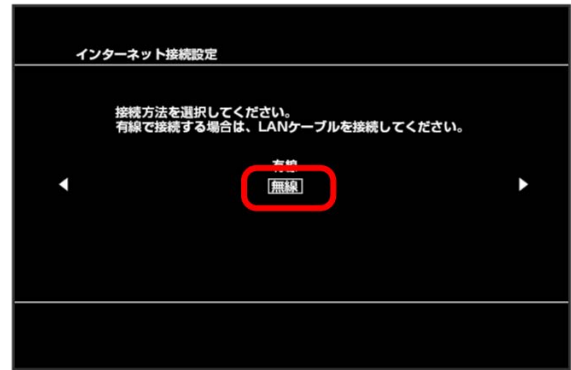 インターネット接続設定
接続方法を選択してください。
有線で接続する場合は、LANケーブルを接続してください。
有線
無線